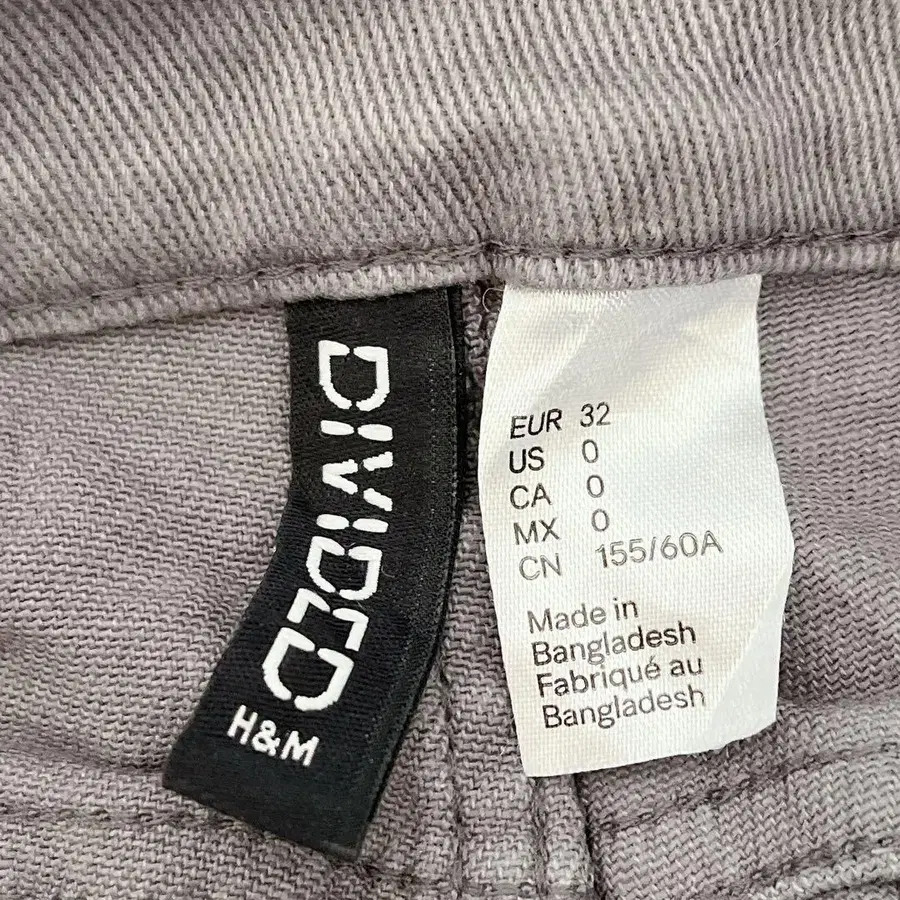 DIVIDED
H&M
EUR 32
US 0
CA 0
MX 0
CN 155/60A
Made in
Bangladesh
Fabriqué au
Bangladesh